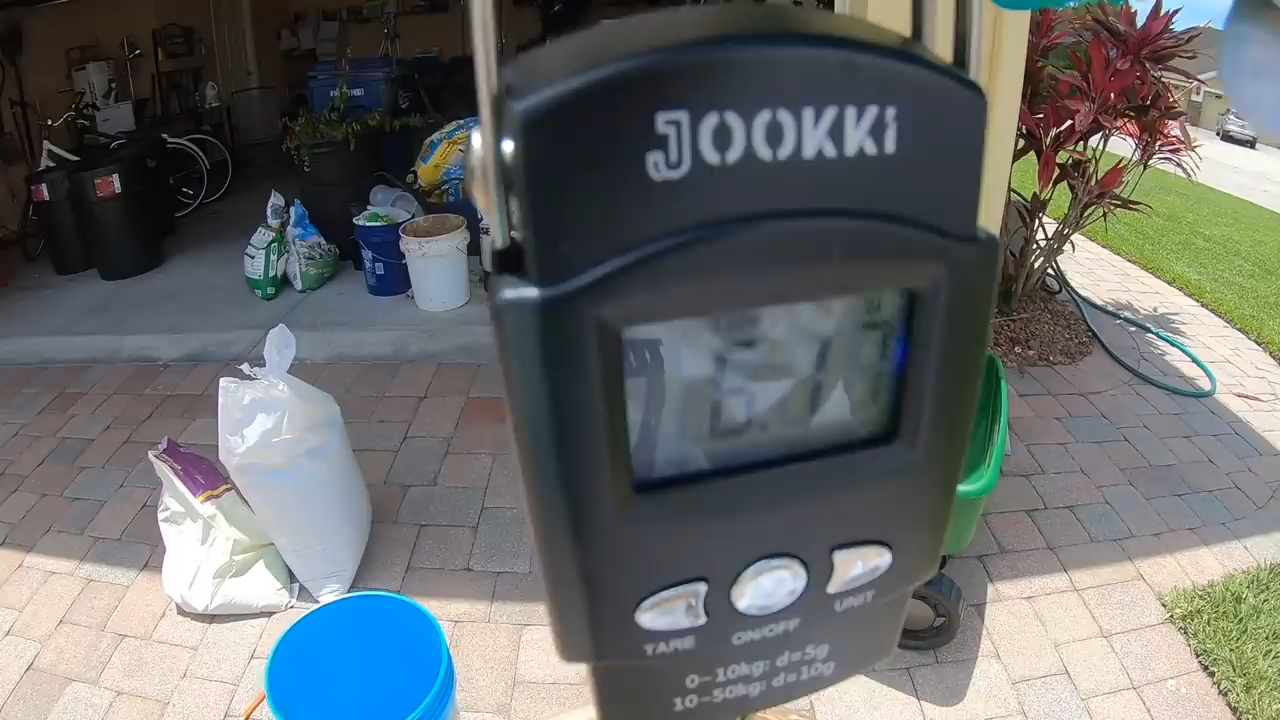 JOOKKi
TARE
ON/OFF
UNIT
0~10kg: d=5g
10~50kg: d=10g